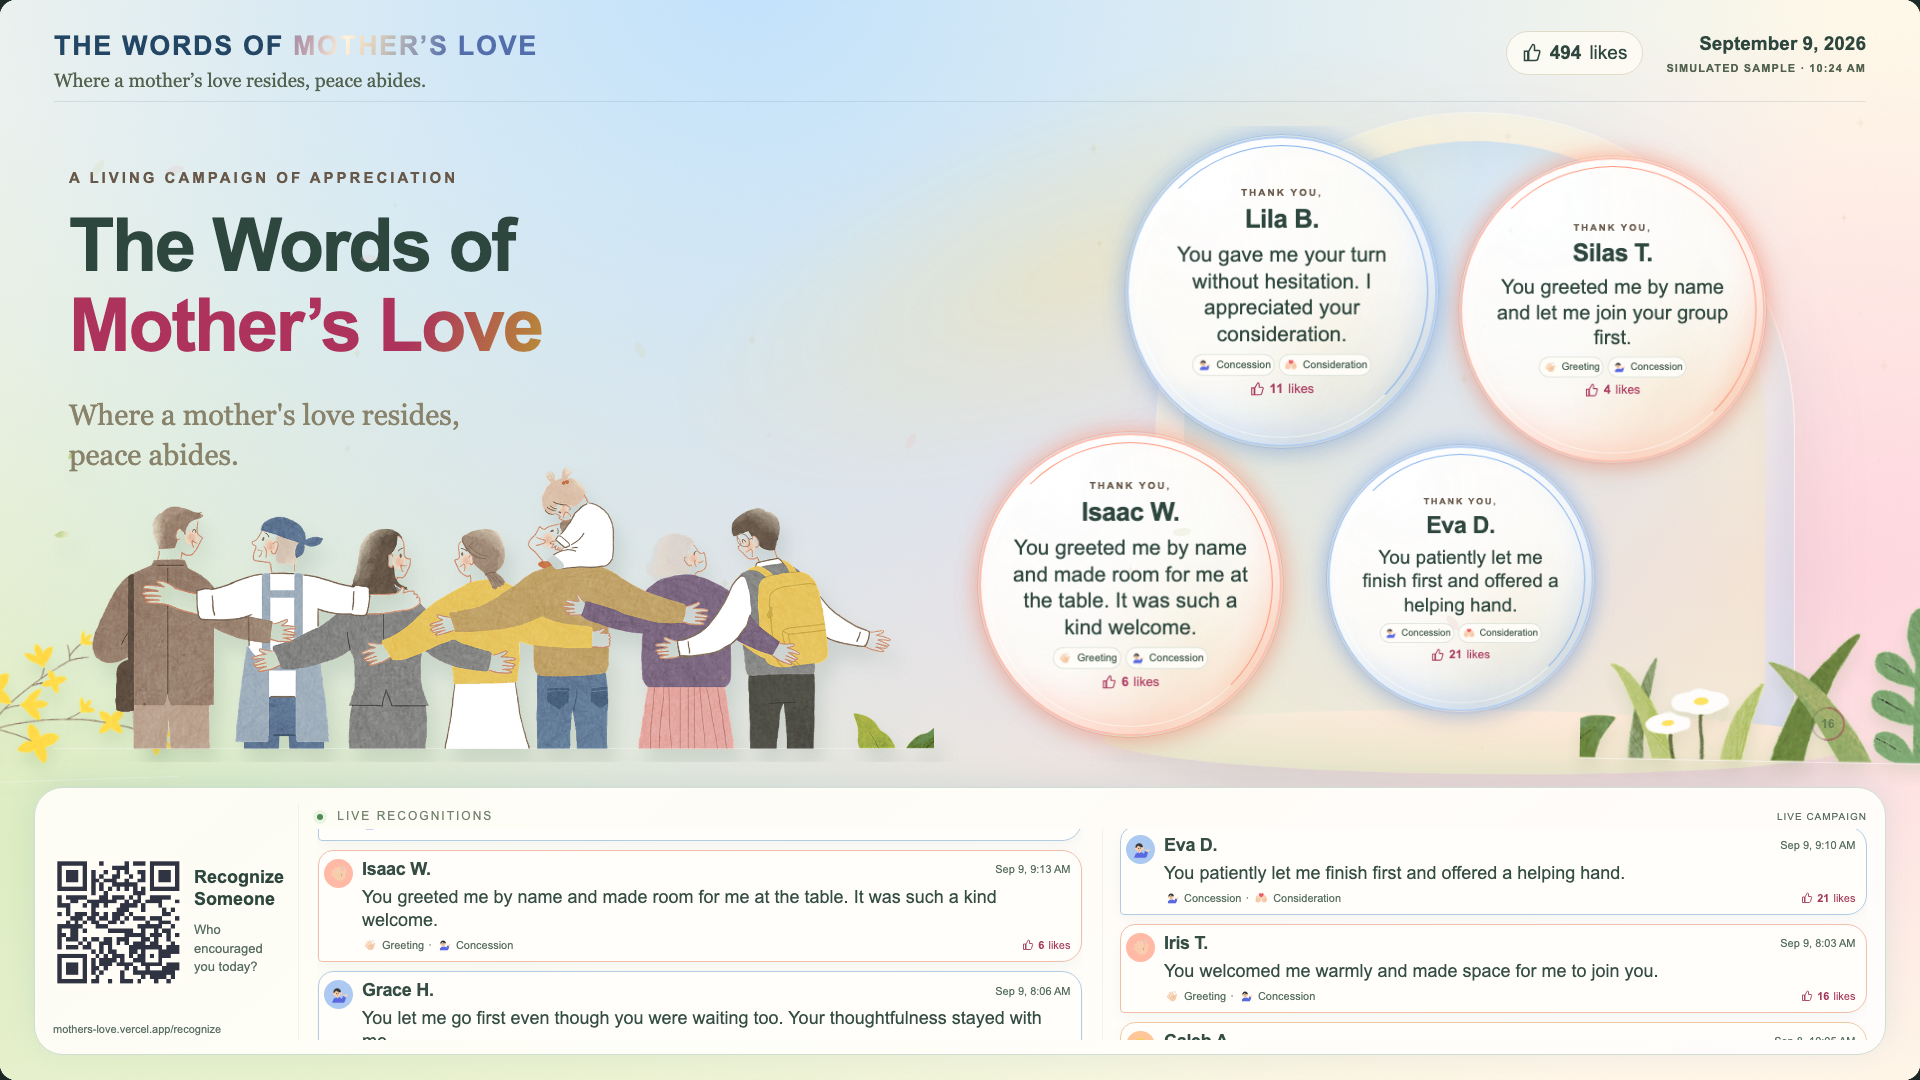 THE WORDS OF MOTHER’S LOVE
Where a mother’s love resides, peace abides.
494 likes
September 9, 2026
SIMULATED SAMPLE · 10:24 AM
A LIVING CAMPAIGN OF APPRECIATION
The Words of
Mother’s Love
Where a mother's love resides,
peace abides.
THANK YOU,
Lila B.
You gave me your turn
without hesitation. I
appreciated your
consideration.
Concession Consideration
11 likes
THANK YOU,
Silas T.
You greeted me by name
and let me join your group
first.
Greeting Concession
4 likes
THANK YOU,
Isaac W.
You greeted me by name
and made room for me at
the table. It was such a
kind welcome.
Greeting Concession
6 likes
THANK YOU,
Eva D.
You patiently let me
finish first and offered a
helping hand.
Concession Consideration
21 likes
16
Recognize
Someone
Who
encouraged
you today?
mothers-love.vercel.app/recognize
LIVE RECOGNITIONS
LIVE CAMPAIGN
Isaac W.
Sep 9, 9:13 AM
You greeted me by name and made room for me at the table. It was such a kind
welcome.
Greeting · Concession
6 likes
Grace H.
Sep 9, 8:06 AM
You let me go first even though you were waiting too. Your thoughtfulness stayed with
me.
Eva D.
Sep 9, 9:10 AM
You patiently let me finish first and offered a helping hand.
Concession · Consideration
21 likes
Iris T.
Sep 9, 8:03 AM
You welcomed me warmly and made space for me to join you.
Greeting · Concession
16 likes
Caleb A.